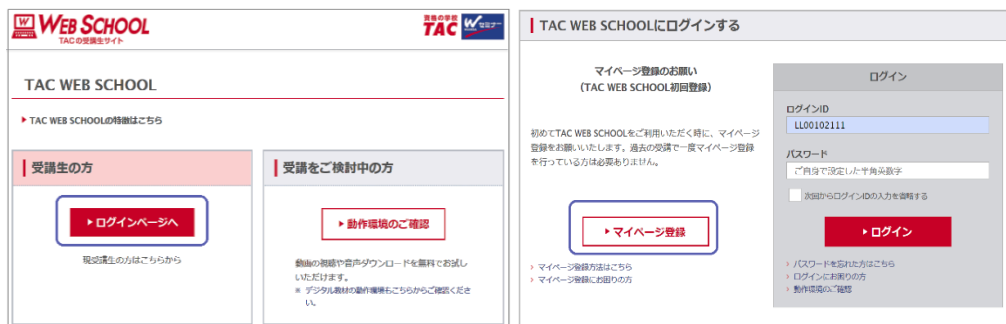 WEB SCHOOL
TACの受講生サイト
資格の学校
TAC
Wセミナー
TAC WEB SCHOOL
TAC WEB SCHOOLの特徴はこちら
受講生の方
ログインページへ
現受講生の方はこちらから
受講をご検討中の方
動作環境のご確認
動画の視聴や音声ダウンロードを無料でお試し
いただけます。
※ デジタル教材の動作環境もこちらからご確認くださ
い。
TAC WEB SCHOOLにログインする
マイページ登録のお願い
（TAC WEB SCHOOL初回登録）
初めてTAC WEB SCHOOLをご利用いただく時に、マイページ
登録をお願いいたします。過去の受講で一度マイページ登録
を行っている方は必要ありません。
マイページ登録
マイページ登録方法はこちら
マイページ登録にお困りの方
ログイン
ログインID
LL00102111
パスワード
ご自身で設定した半角英数字
次回からログインIDの入力を省略する
ログイン
パスワードを忘れた方はこちら
ログインにお困りの方
動作環境のご確認